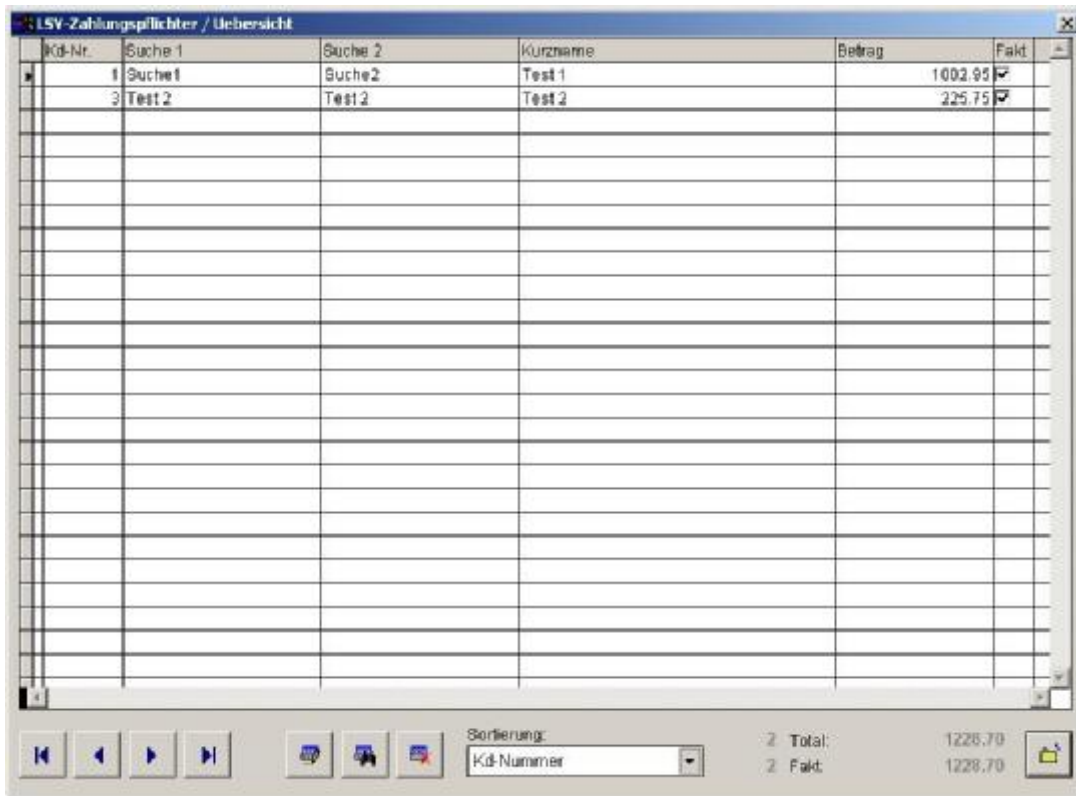 LSV-Zahlungspflichter / Uebersicht
Kd-Nr. Suche 1 Suche 2 Kurzname Betrag Fakt
1 Suche1 Suche2 Test 1 1002.95
3 Test 2 Test 2 Test 2 225.75
Sortierung:
Kd-Nummer
2 Total: 1228.70
2 Fakt: 1228.70